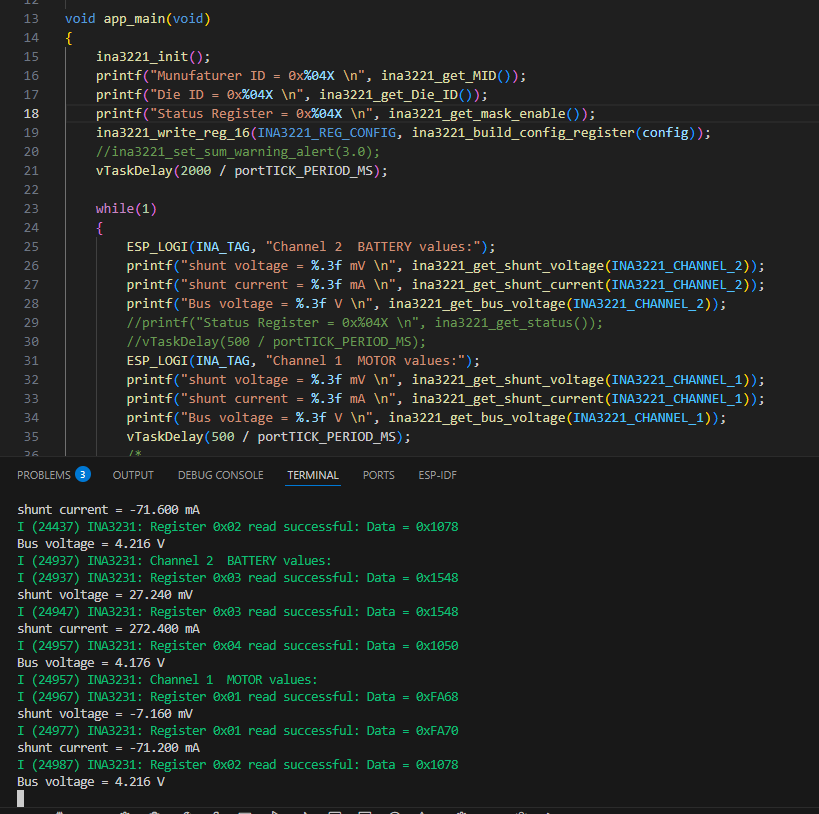 13 void app_main(void)
14 {
15 ina3221_init();
16 printf("Munufaturer ID = 0x%04X \n", ina3221_get_MID());
17 printf("Die ID = 0x%04X \n", ina3221_get_Die_ID());
18 printf("Status Register = 0x%04X \n", ina3221_get_mask_enable());
19 ina3221_write_reg_16(INA3221_REG_CONFIG, ina3221_build_config_register(config));
20 //ina3221_set_sum_warning_alert(3.0);
21 vTaskDelay(2000 / portTICK_PERIOD_MS);
22
23 while(1)
24 {
25 ESP_LOGI(INA_TAG, "Channel 2  BATTERY values:");
26 printf("shunt voltage = %.3f mV \n", ina3221_get_shunt_voltage(INA3221_CHANNEL_2));
27 printf("shunt current = %.3f mA \n", ina3221_get_shunt_current(INA3221_CHANNEL_2));
28 printf("Bus voltage = %.3f V \n", ina3221_get_bus_voltage(INA3221_CHANNEL_2));
29 //printf("Status Register = 0x%04X \n", ina3221_get_status());
30 //vTaskDelay(500 / portTICK_PERIOD_MS);
31 ESP_LOGI(INA_TAG, "Channel 1  MOTOR values:");
32 printf("shunt voltage = %.3f mV \n", ina3221_get_shunt_voltage(INA3221_CHANNEL_1));
33 printf("shunt current = %.3f mA \n", ina3221_get_shunt_current(INA3221_CHANNEL_1));
34 printf("Bus voltage = %.3f V \n", ina3221_get_bus_voltage(INA3221_CHANNEL_1));
35 vTaskDelay(500 / portTICK_PERIOD_MS);
36 /*
PROBLEMS 3 OUTPUT DEBUG CONSOLE TERMINAL PORTS ESP-IDF
shunt current = -71.600 mA
I (24437) INA3231: Register 0x02 read successful: Data = 0x1078
Bus voltage = 4.216 V
I (24937) INA3231: Channel 2  BATTERY values:
I (24937) INA3231: Register 0x03 read successful: Data = 0x1548
shunt voltage = 27.240 mV
I (24947) INA3231: Register 0x03 read successful: Data = 0x1548
shunt current = 272.400 mA
I (24957) INA3231: Register 0x04 read successful: Data = 0x1050
Bus voltage = 4.176 V
I (24957) INA3231: Channel 1  MOTOR values:
I (24967) INA3231: Register 0x01 read successful: Data = 0xFA68
shunt voltage = -7.160 mV
I (24977) INA3231: Register 0x01 read successful: Data = 0xFA70
shunt current = -71.200 mA
I (24987) INA3231: Register 0x02 read successful: Data = 0x1078
Bus voltage = 4.216 V